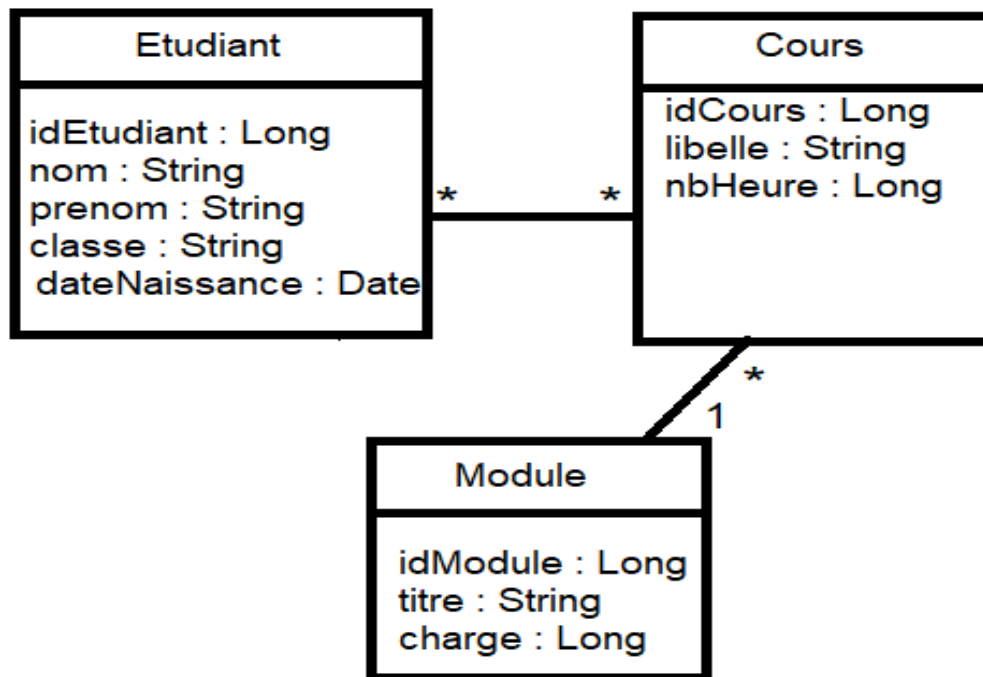 Etudiant
idEtudiant : Long
nom : String
prenom : String
classe : String
dateNaissance : Date
*
*
Cours
idCours : Long
libelle : String
nbHeure : Long
*
1
Module
idModule : Long
titre : String
charge : Long